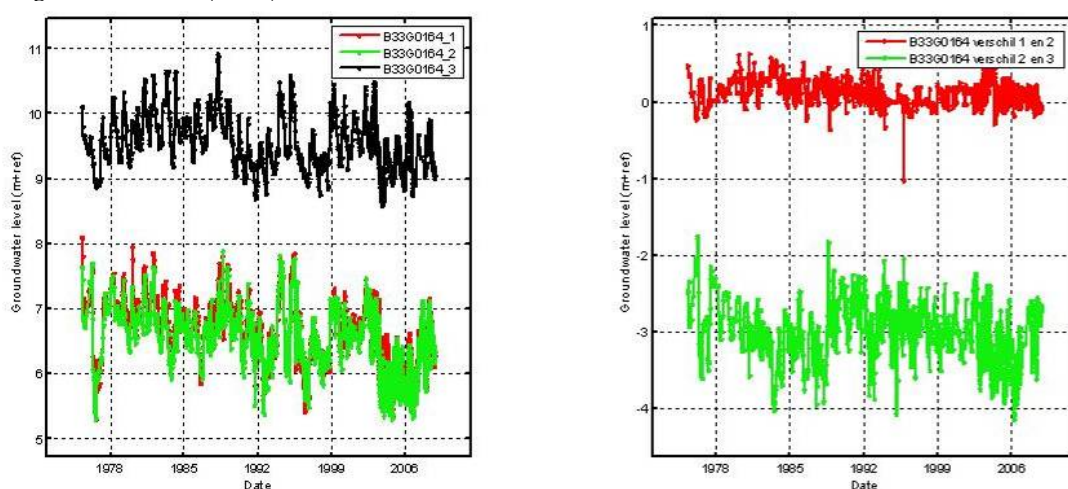 B33G0164_1
B33G0164_2
B33G0164_3
11
10
9
8
7
6
5
Groundwater level (m+ref)
1978
1985
1992
1999
2006
Date
B33G0164 verschil 1 en 2
B33G0164 verschil 2 en 3
1
0
-1
-2
-3
-4
Groundwater level (m+ref)
1978
1985
1992
1999
2006
Date